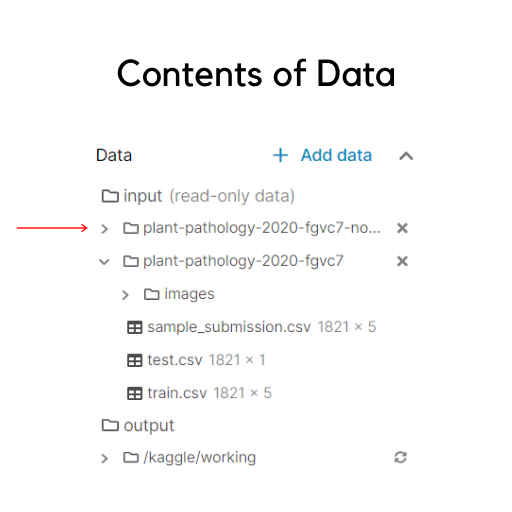 Contents of Data
Data + Add data
input (read-only data)
plant-pathology-2020-fgvc7-no...
plant-pathology-2020-fgvc7
images
sample_submission.csv 1821 × 5
test.csv 1821 × 1
train.csv 1821 × 5
output
/kaggle/working